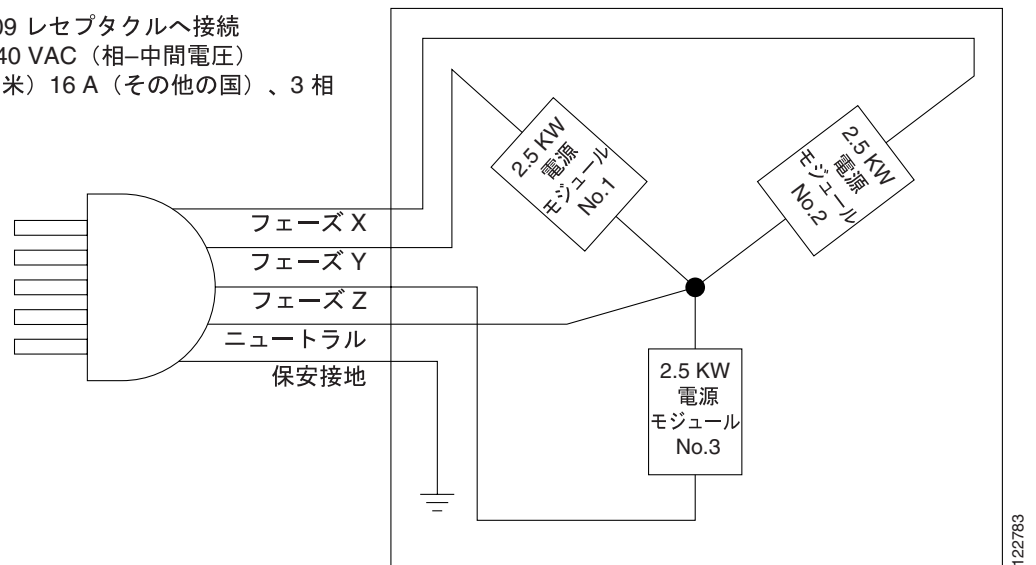 09 レセプタクルへ接続
40 VAC（相–中間電圧）
米）16 A（その他の国）、3 相
フェーズ X
フェーズ Y
フェーズ Z
ニュートラル
保安接地
2.5 KW
電源
モジュール
No.1
2.5 KW
電源
モジュール
No.2
2.5 KW
電源
モジュール
No.3
122783